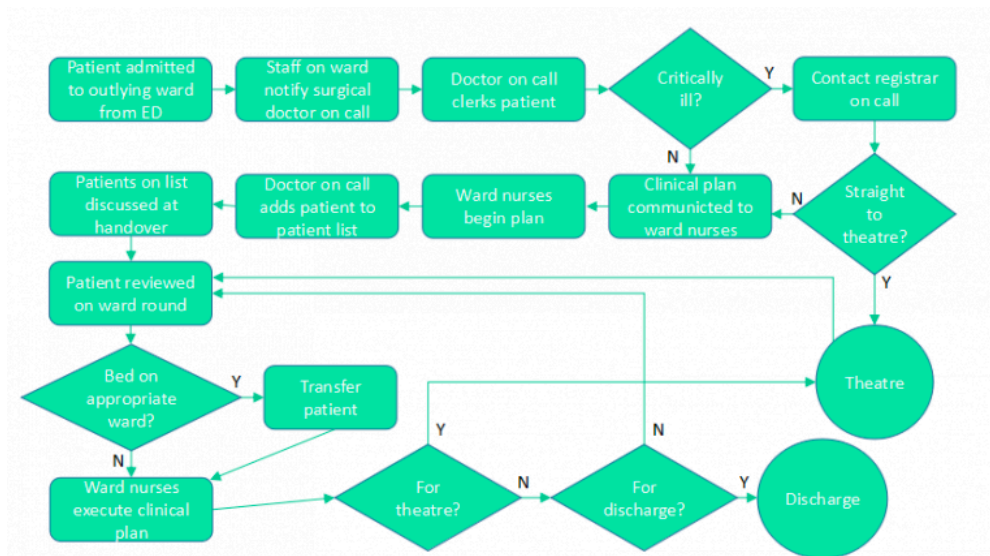 Patient admitted
to outlying ward
from ED
Staff on ward
notify surgical
doctor on call
Doctor on call
clerks patient
Critically
ill?
Y
Contact registrar
on call
N
Patients on list
discussed at
handover
Doctor on call
adds patient to
patient list
Ward nurses
begin plan
Clinical plan
communicted to
ward nurses
N
Straight
to
theatre?
Y
Patient reviewed
on ward round
Bed on
appropriate
ward?
Y
Transfer
patient
Theatre
N
Y
N
Ward nurses
execute clinical
plan
For
theatre?
N
For
discharge?
Y
Discharge